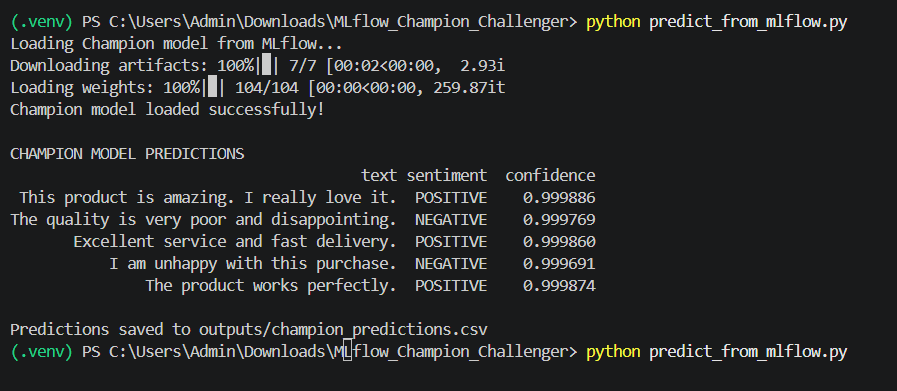 (.venv) PS C:\Users\Admin\Downloads\MLflow_Champion_Challenger> python predict_from_mlflow.py
Loading Champion model from MLflow...
Downloading artifacts: 100%|█| 7/7 [00:02<00:00,  2.93i
Loading weights: 100%|█| 104/104 [00:00<00:00, 259.87it
Champion model loaded successfully!
CHAMPION MODEL PREDICTIONS
text sentiment confidence
This product is amazing. I really love it. POSITIVE 0.999886
The quality is very poor and disappointing. NEGATIVE 0.999769
Excellent service and fast delivery. POSITIVE 0.999860
I am unhappy with this purchase. NEGATIVE 0.999691
The product works perfectly. POSITIVE 0.999874
Predictions saved to outputs/champion_predictions.csv
(.venv) PS C:\Users\Admin\Downloads\MLflow_Champion_Challenger> python predict_from_mlflow.py